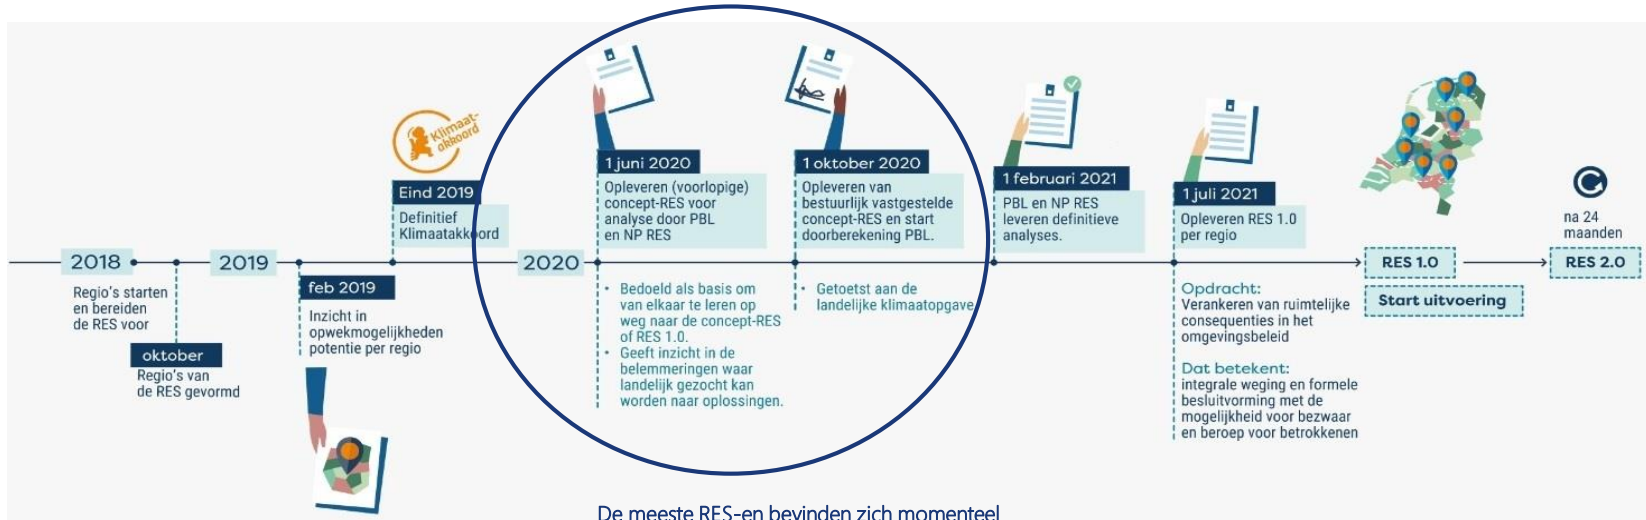 Klimaat-
akkoord
Eind 2019
Definitief
Klimaatakkoord
1 juni 2020
Opleveren (voorlopige)
concept-RES voor
analyse door PBL
en NP RES
1 oktober 2020
Opleveren van
bestuurlijk vastgestelde
concept-RES en start
doorberekening PBL.
1 februari 2021
PBL en NP RES
leveren definitieve
analyses.
1 juli 2021
Opleveren RES 1.0
per regio
na 24
maanden
2018
2019
2020
RES 1.0
RES 2.0
Start uitvoering
Regio's starten
en bereiden
de RES voor
oktober
Regio's van
de RES gevormd
feb 2019
Inzicht in
opwekmogelijkheden
potentie per regio
• Bedoeld als basis om
van elkaar te leren op
weg naar de concept-RES
of RES 1.0.
• Geeft inzicht in de
belemmeringen waar
landelijk gezocht kan
worden naar oplossingen.
• Getoetst aan de
landelijke klimaatopgave
Opdracht:
Verankeren van ruimtelijke
consequenties in het
omgevingsbeleid
Dat betekent:
integrale weging en formele
besluitvorming met de
mogelijkheid voor bezwaar
en beroep voor betrokkenen
De meeste RES-en bevinden zich momenteel